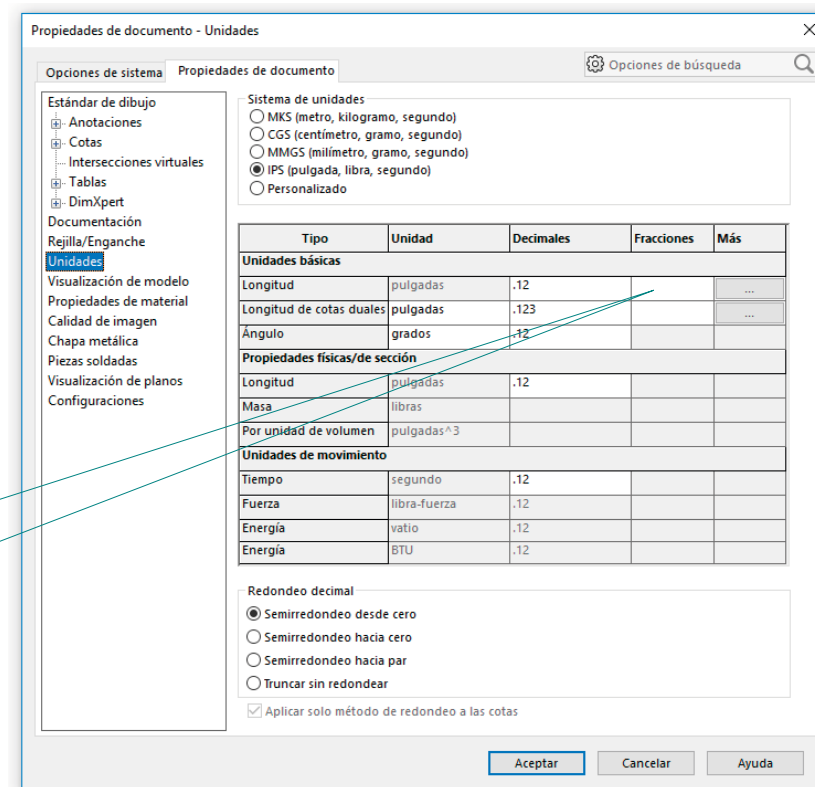 Propiedades de documento - Unidades
Opciones de sistema Propiedades de documento
Opciones de búsqueda
Estándar de dibujo
Anotaciones
Cotas
Intersecciones virtuales
Tablas
DimXpert
Documentación
Rejilla/Enganche
Unidades
Visualización de modelo
Propiedades de material
Calidad de imagen
Chapa metálica
Piezas soldadas
Visualización de planos
Configuraciones
Sistema de unidades
MKS (metro, kilogramo, segundo)
CGS (centímetro, gramo, segundo)
MMGS (milímetro, gramo, segundo)
IPS (pulgada, libra, segundo)
Personalizado
Tipo Unidad Decimales Fracciones Más
Unidades básicas
Longitud pulgadas .12 ...
Longitud de cotas duales pulgadas .123 ...
Ángulo grados .12
Propiedades físicas/de sección
Longitud pulgadas .12
Masa libras
Por unidad de volumen pulgadas^3
Unidades de movimiento
Tiempo segundo .12
Fuerza libra-fuerza .12
Energía vatio .12
Energía BTU .12
Redondeo decimal
Semirredondeo desde cero
Semirredondeo hacia cero
Semirredondeo hacia par
Truncar sin redondear
Aplicar solo método de redondeo a las cotas
Aceptar Cancelar Ayuda